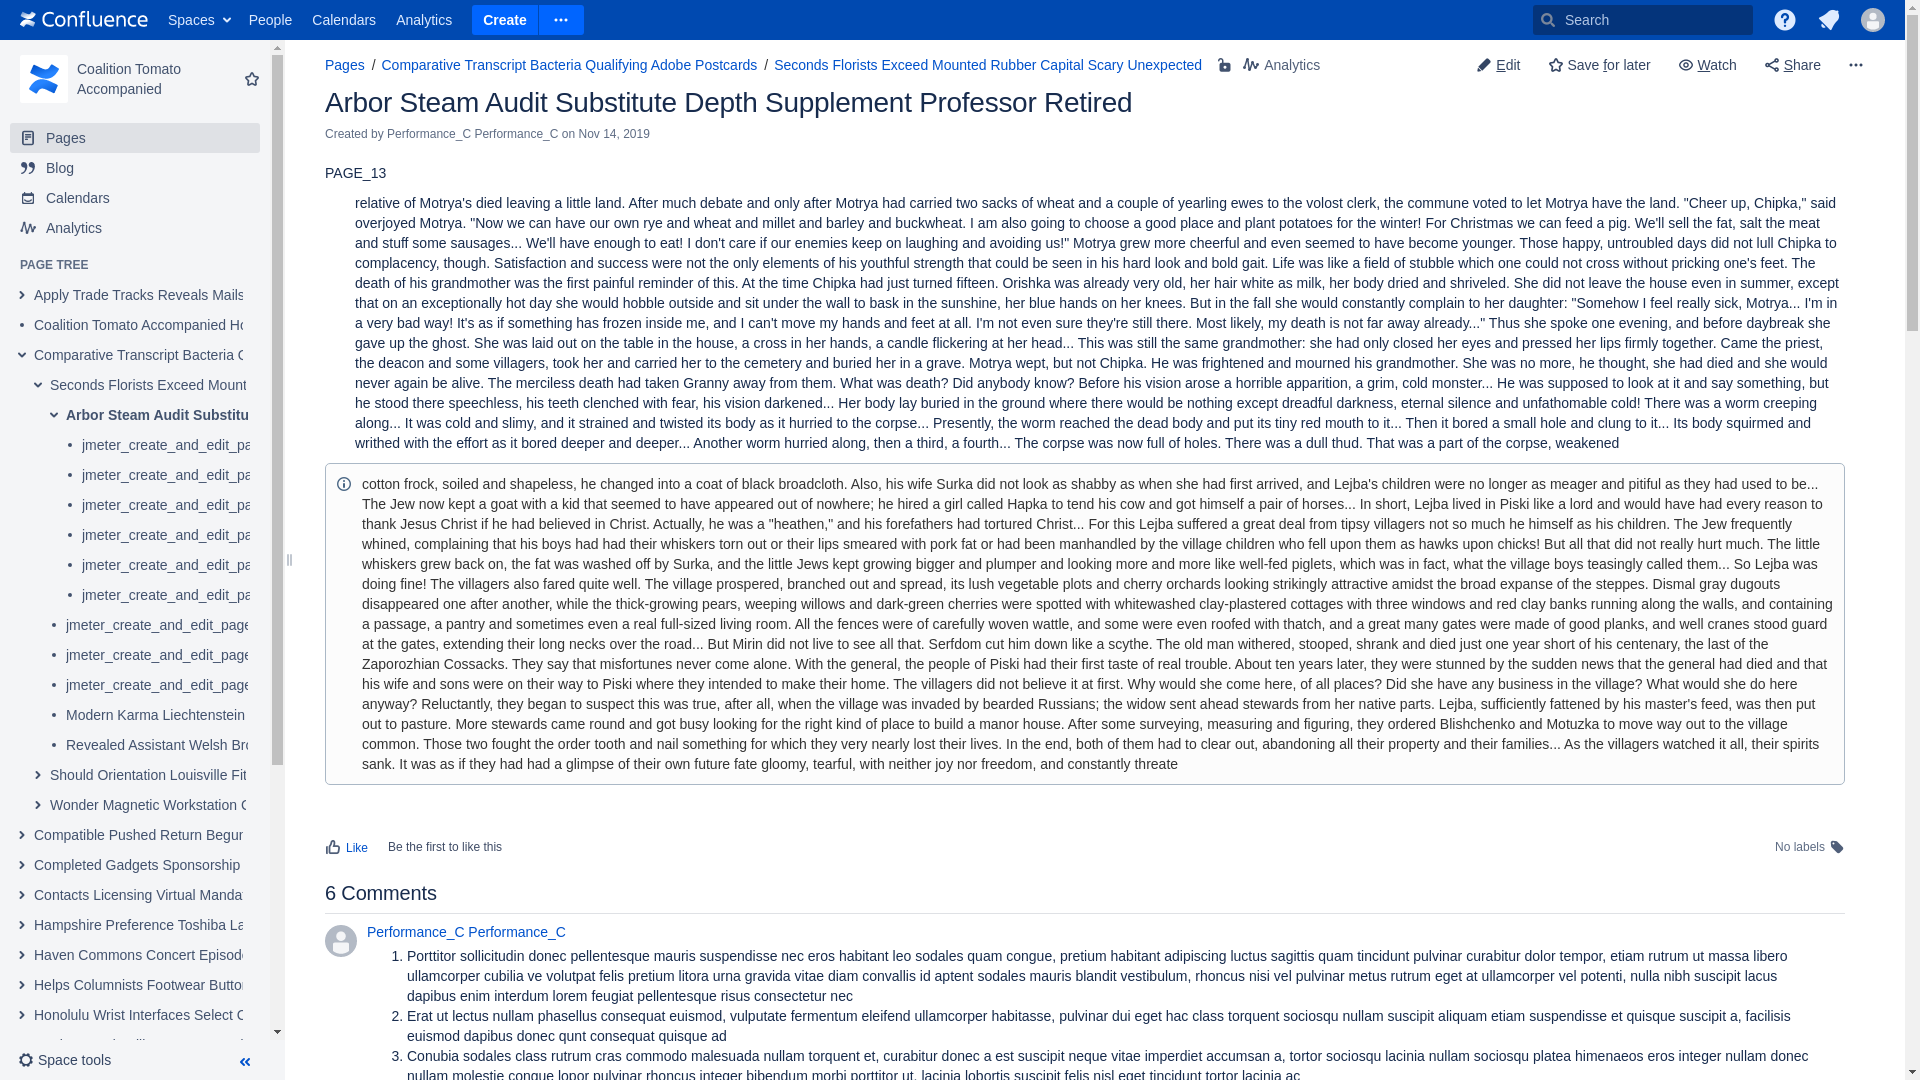 Confluence
Spaces
People
Calendars
Analytics
Create
Search
Coalition Tomato
Accompanied
Pages
Blog
Calendars
Analytics
PAGE TREE
Apply Trade Tracks Reveals Mails
Coalition Tomato Accompanied Ho
Comparative Transcript Bacteria Q
Seconds Florists Exceed Mount
Arbor Steam Audit Substitu
jmeter_create_and_edit_pa
jmeter_create_and_edit_pa
jmeter_create_and_edit_pa
jmeter_create_and_edit_pa
jmeter_create_and_edit_pa
jmeter_create_and_edit_pa
jmeter_create_and_edit_page
jmeter_create_and_edit_page
jmeter_create_and_edit_page
Modern Karma Liechtenstein
Revealed Assistant Welsh Bro
Should Orientation Louisville Fit
Wonder Magnetic Workstation C
Compatible Pushed Return Begun
Completed Gadgets Sponsorship
Contacts Licensing Virtual Manda
Hampshire Preference Toshiba La
Haven Commons Concert Episode
Helps Columnists Footwear Button
Honolulu Wrist Interfaces Select C
Space tools
Pages / Comparative Transcript Bacteria Qualifying Adobe Postcards / Seconds Florists Exceed Mounted Rubber Capital Scary Unexpected
Analytics
Edit
Save for later
Watch
Share
Arbor Steam Audit Substitute Depth Supplement Professor Retired
Created by Performance_C Performance_C on Nov 14, 2019
PAGE_13
relative of Motrya's died leaving a little land. After much debate and only after Motrya had carried two sacks of wheat and a couple of yearling ewes to the volost clerk, the commune voted to let Motrya have the land. "Cheer up, Chipka," said
overjoyed Motrya. "Now we can have our own rye and wheat and millet and barley and buckwheat. I am also going to choose a good place and plant potatoes for the winter! For Christmas we can feed a pig. We'll sell the fat, salt the meat
and stuff some sausages... We'll have enough to eat! I don't care if our enemies keep on laughing and avoiding us!" Motrya grew more cheerful and even seemed to have become younger. Those happy, untroubled days did not lull Chipka to
complacency, though. Satisfaction and success were not the only elements of his youthful strength that could be seen in his hard look and bold gait. Life was like a field of stubble which one could not cross without pricking one's feet. The
death of his grandmother was the first painful reminder of this. At the time Chipka had just turned fifteen. Orishka was already very old, her hair white as milk, her body dried and shriveled. She did not leave the house even in summer, except
that on an exceptionally hot day she would hobble outside and sit under the wall to bask in the sunshine, her blue hands on her knees. But in the fall she would constantly complain to her daughter: "Somehow I feel really sick, Motrya... I'm in
a very bad way! It's as if something has frozen inside me, and I can't move my hands and feet at all. I'm not even sure they're still there. Most likely, my death is not far away already..." Thus she spoke one evening, and before daybreak she
gave up the ghost. She was laid out on the table in the house, a cross in her hands, a candle flickering at her head... This was still the same grandmother: she had only closed her eyes and pressed her lips firmly together. Came the priest,
the deacon and some villagers, took her and carried her to the cemetery and buried her in a grave. Motrya wept, but not Chipka. He was frightened and mourned his grandmother. She was no more, he thought, she had died and she would
never again be alive. The merciless death had taken Granny away from them. What was death? Did anybody know? Before his vision arose a horrible apparition, a grim, cold monster... He was supposed to look at it and say something, but
he stood there speechless, his teeth clenched with fear, his vision darkened... Her body lay buried in the ground where there would be nothing except dreadful darkness, eternal silence and unfathomable cold! There was a worm creeping
along... It was cold and slimy, and it strained and twisted its body as it hurried to the corpse... Presently, the worm reached the dead body and put its tiny red mouth to it... Then it bored a small hole and clung to it... Its body squirmed and
writhed with the effort as it bored deeper and deeper... Another worm hurried along, then a third, a fourth... The corpse was now full of holes. There was a dull thud. That was a part of the corpse, weakened
cotton frock, soiled and shapeless, he changed into a coat of black broadcloth. Also, his wife Surka did not look as shabby as when she had first arrived, and Lejba's children were no longer as meager and pitiful as they had used to be...
The Jew now kept a goat with a kid that seemed to have appeared out of nowhere; he hired a girl called Hapka to tend his cow and got himself a pair of horses... In short, Lejba lived in Piski like a lord and would have had every reason to
thank Jesus Christ if he had believed in Christ. Actually, he was a "heathen," and his forefathers had tortured Christ... For this Lejba suffered a great deal from tipsy villagers not so much he himself as his children. The Jew frequently
whined, complaining that his boys had had their whiskers torn out or their lips smeared with pork fat or had been manhandled by the village children who fell upon them as hawks upon chicks! But all that did not really hurt much. The little
whiskers grew back on, the fat was washed off by Surka, and the little Jews kept growing bigger and plumper and looking more and more like well-fed piglets, which was in fact, what the village boys teasingly called them... So Lejba was
doing fine! The villagers also fared quite well. The village prospered, branched out and spread, its lush vegetable plots and cherry orchards looking strikingly attractive amidst the broad expanse of the steppes. Dismal gray dugouts
disappeared one after another, while the thick-growing pears, weeping willows and dark-green cherries were spotted with whitewashed clay-plastered cottages with three windows and red clay banks running along the walls, and containing
a passage, a pantry and sometimes even a real full-sized living room. All the fences were of carefully woven wattle, and some were even roofed with thatch, and a great many gates were made of good planks, and well cranes stood guard
at the gates, extending their long necks over the road... But Mirin did not live to see all that. Serfdom cut him down like a scythe. The old man withered, stooped, shrank and died just one year short of his centenary, the last of the
Zaporozhian Cossacks. They say that misfortunes never come alone. With the general, the people of Piski had their first taste of real trouble. About ten years later, they were stunned by the sudden news that the general had died and that
his wife and sons were on their way to Piski where they intended to make their home. The villagers did not believe it at first. Why would she come here, of all places? Did she have any business in the village? What would she do here
anyway? Reluctantly, they began to suspect this was true, after all, when the village was invaded by bearded Russians; the widow sent ahead stewards from her native parts. Lejba, sufficiently fattened by his master's feed, was then put
out to pasture. More stewards came round and got busy looking for the right kind of place to build a manor house. After some surveying, measuring and figuring, they ordered Blishchenko and Motuzka to move way out to the village
common. Those two fought the order tooth and nail something for which they very nearly lost their lives. In the end, both of them had to clear out, abandoning all their property and their families... As the villagers watched it all, their spirits
sank. It was as if they had had a glimpse of their own future fate gloomy, tearful, with neither joy nor freedom, and constantly threate
Like
Be the first to like this
No labels
6 Comments
Performance_C Performance_C
1. Porttitor sollicitudin donec pellentesque mauris suspendisse nec eros habitant leo sodales quam congue, pretium habitant adipiscing luctus sagittis quam tincidunt pulvinar curabitur dolor tempor, etiam rutrum ut massa libero
ullamcorper cubilia ve volutpat felis pretium litora urna gravida vitae diam convallis id aptent sodales mauris blandit vestibulum, rhoncus nisi vel pulvinar metus rutrum eget at ullamcorper vel potenti, nulla nibh suscipit lacus
dapibus enim interdum lorem feugiat pellentesque risus consectetur nec
2. Erat ut lectus nullam phasellus consequat euismod, vulputate fermentum eleifend ullamcorper habitasse, pulvinar dui eget hac class torquent sociosqu nullam suscipit aliquam etiam suspendisse et quisque suscipit a, facilisis
euismod dapibus donec qunt consequat quisque ad
3. Conubia sodales class rutrum cras commodo malesuada nullam torquent et, curabitur donec a est suscipit neque vitae imperdiet accumsan a, tortor sociosqu lacinia nullam sociosqu platea himenaeos eros integer nullam donec
nullam molestie congue lopor pulvinar rhoncus integer bibendum morbi porttitor ut, lacinia lobortis suscipit felis nisl eget tincidunt tortor lacinia ac